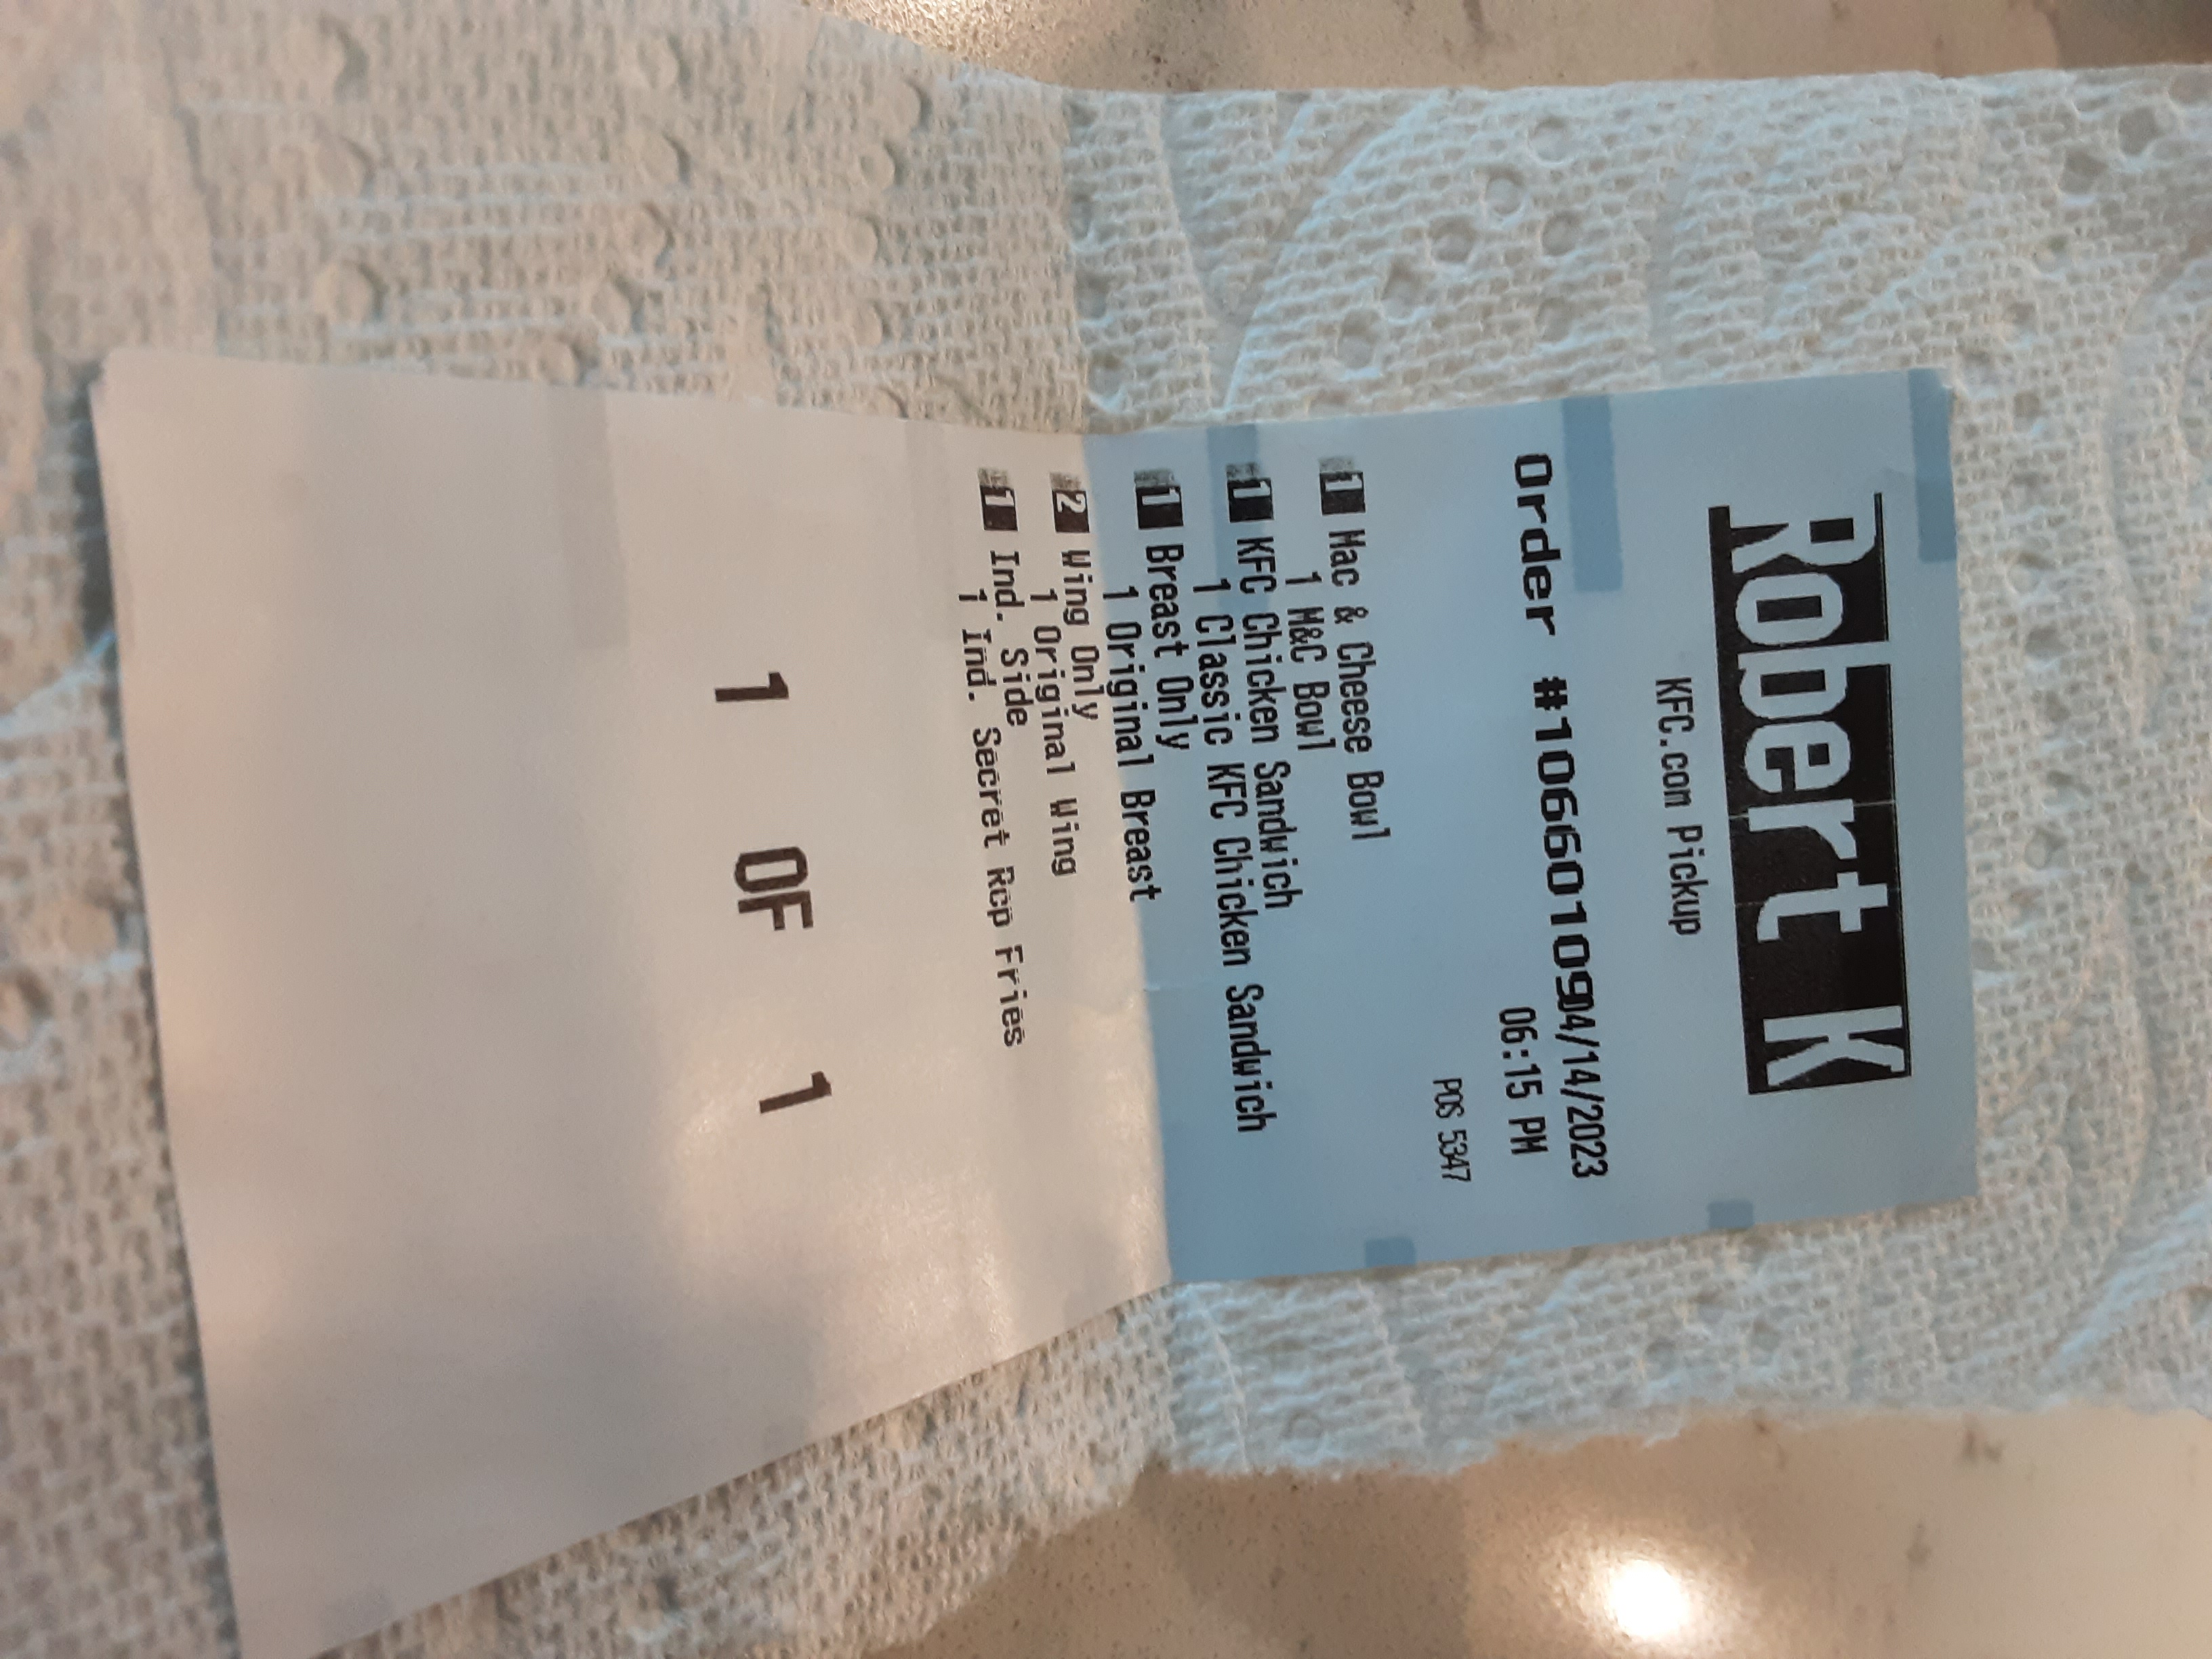 Robert K
KFC.com Pickup
Order #1066010904/14/2023
06:15 PM
POS 5347
1 Mac & Cheese Bowl
1 M&C Bowl
1 KFC Chicken Sandwich
1 Classic KFC Chicken Sandwich
1 Breast Only
1 Original Breast
2 Wing Only
1 Original Wing
1 Ind. Side
1 Ind. Secret Rcp Fries
1 OF 1